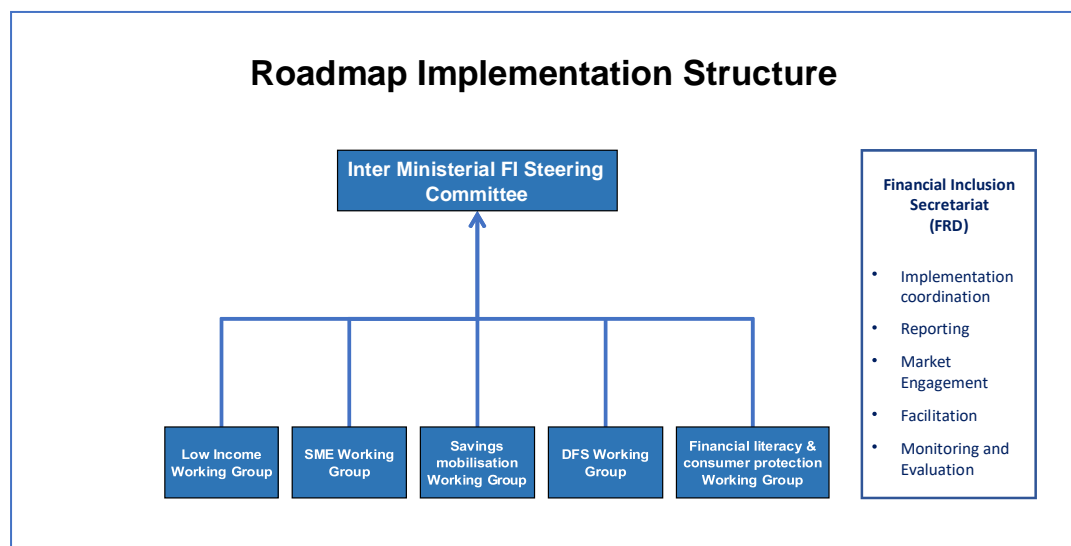 Roadmap Implementation Structure
Inter Ministerial FI Steering
Committee
Financial Inclusion
Secretariat
(FRD)
• Implementation
coordination
• Reporting
• Market
Engagement
• Facilitation
• Monitoring and
Evaluation
Low Income
Working Group
SME Working
Group
Savings
mobilisation
Working Group
DFS Working
Group
Financial literacy &
consumer protection
Working Group